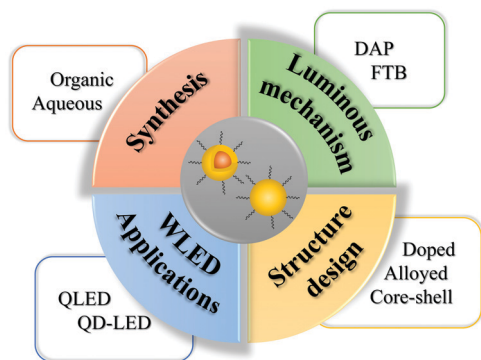 Organic
Aqueous
Synthesis
DAP
FTB
Luminous
mechanism
WLED
Applications
QLED
QD-LED
Structure
design
Doped
Alloyed
Core-shell